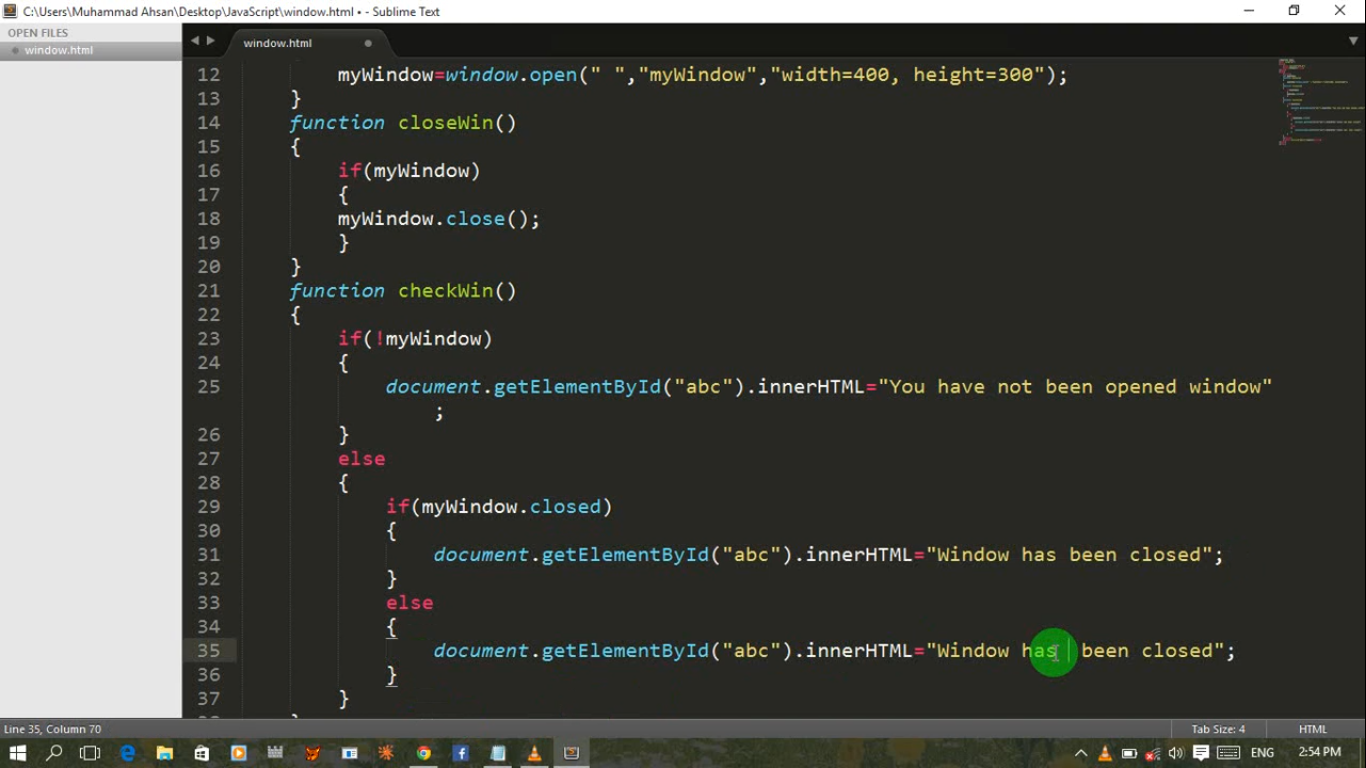 C:\Users\Muhammad Ahsan\Desktop\JavaScript\window.html • - Sublime Text
OPEN FILES
window.html
window.html
12 myWindow=window.open(" ","myWindow","width=400, height=300");
13 }
14 function closeWin()
15 {
16 if(myWindow)
17 {
18 myWindow.close();
19 }
20 }
21 function checkWin()
22 {
23 if(!myWindow)
24 {
25 document.getElementById("abc").innerHTML="You have not been opened window"
;
26 }
27 else
28 {
29 if(myWindow.closed)
30 {
31 document.getElementById("abc").innerHTML="Window has been closed";
32 }
33 else
34 {
35 document.getElementById("abc").innerHTML="Window has  been closed";
36 }
37 }
Line 35, Column 70
Tab Size: 4
HTML
ENG
2:54 PM